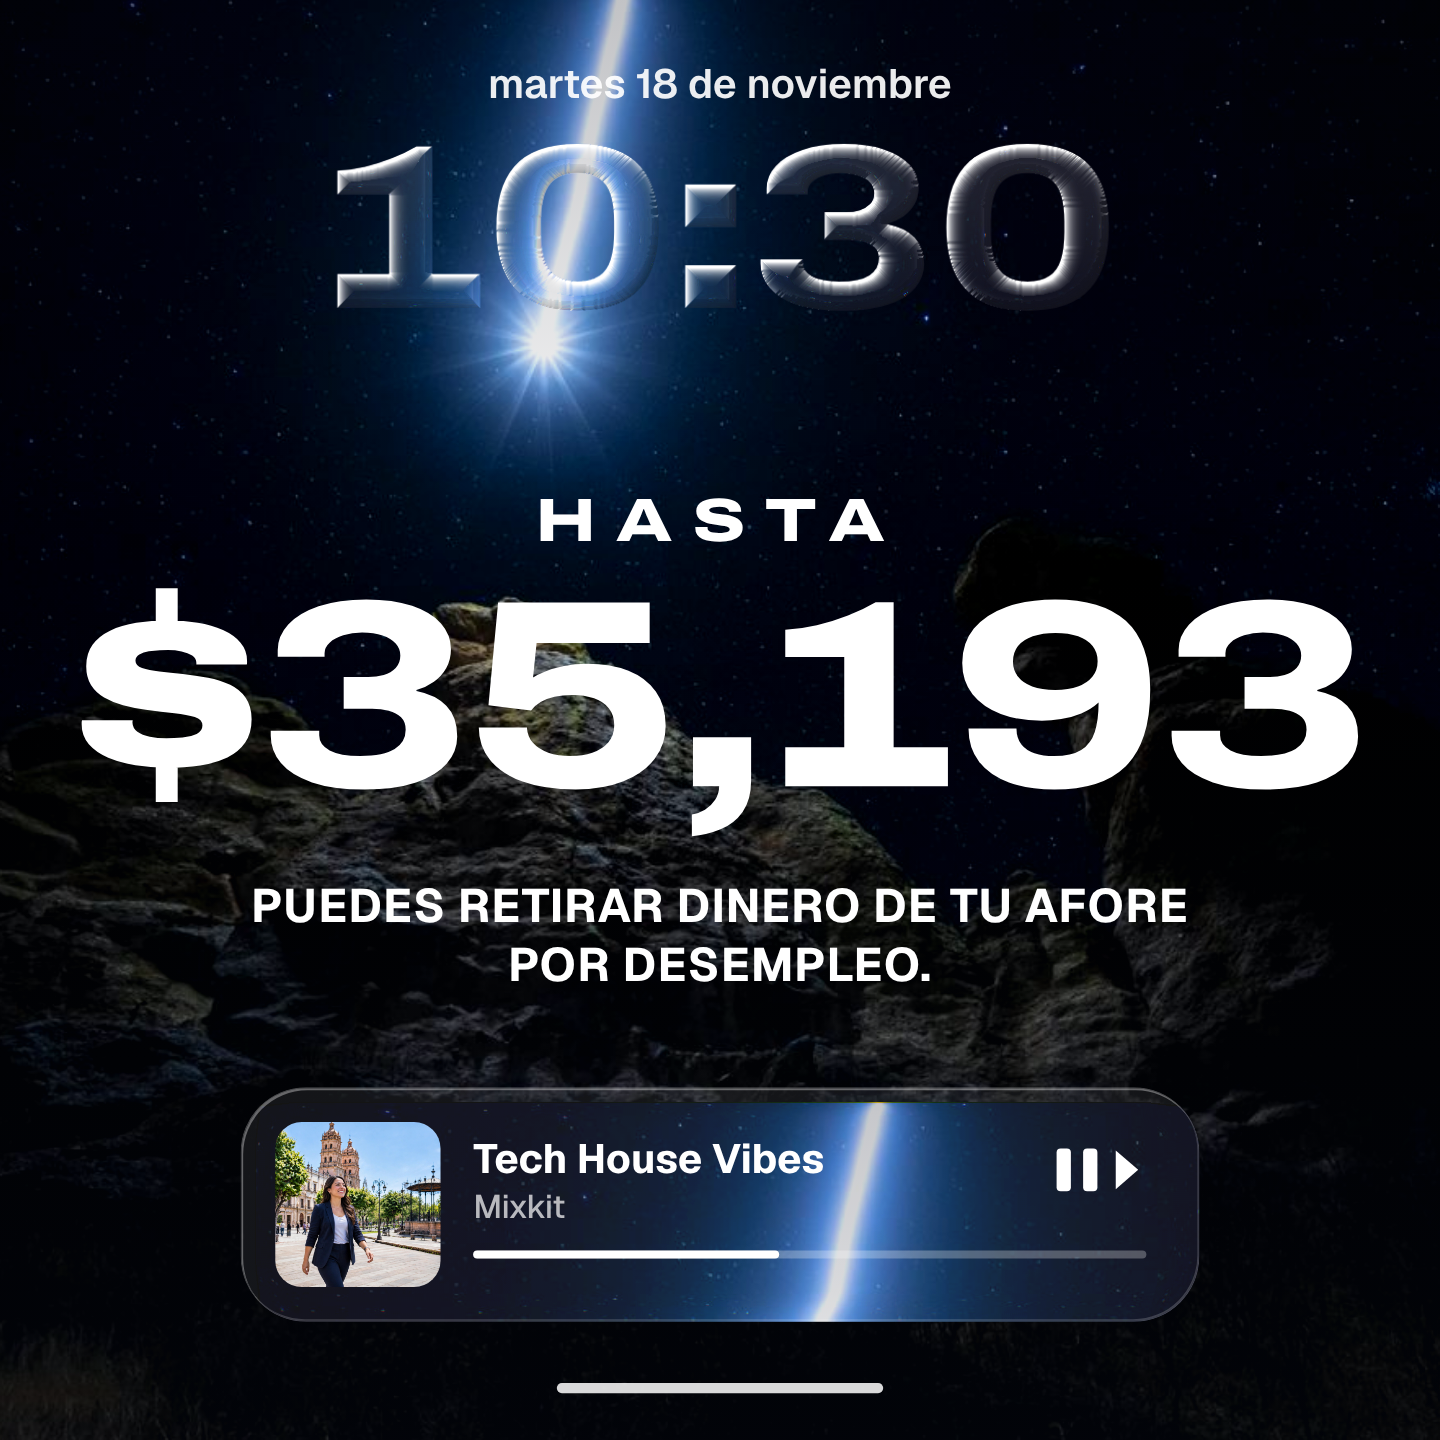 martes 18 de noviembre
10:30
HASTA
$35,193
PUEDES RETIRAR DINERO DE TU AFORE
POR DESEMPLEO.
Tech House Vibes
Mixkit